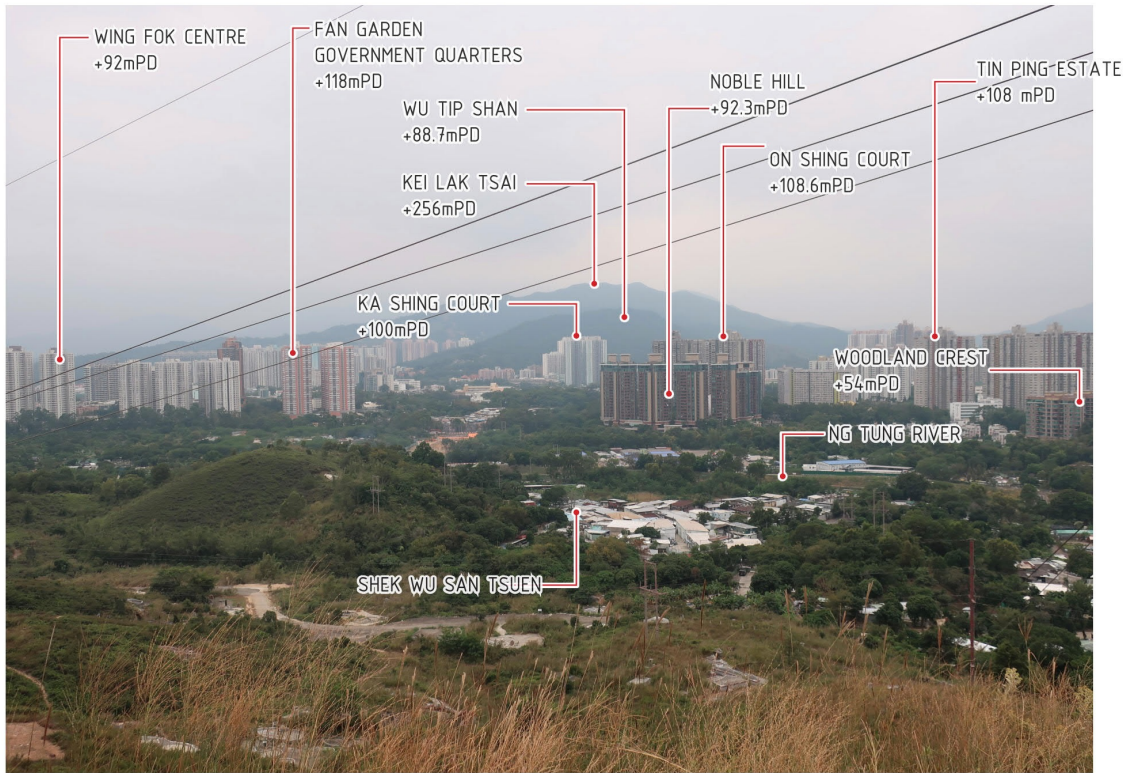 WING FOK CENTRE
+92mPD
FAN GARDEN
GOVERNMENT QUARTERS
+118mPD
WU TIP SHAN
+88.7mPD
KEI LAK TSAI
+256mPD
KA SHING COURT
+100mPD
NOBLE HILL
+92.3mPD
ON SHING COURT
+108.6mPD
TIN PING ESTATE
+108 mPD
WOODLAND CREST
+54mPD
NG TUNG RIVER
SHEK WU SAN TSUEN